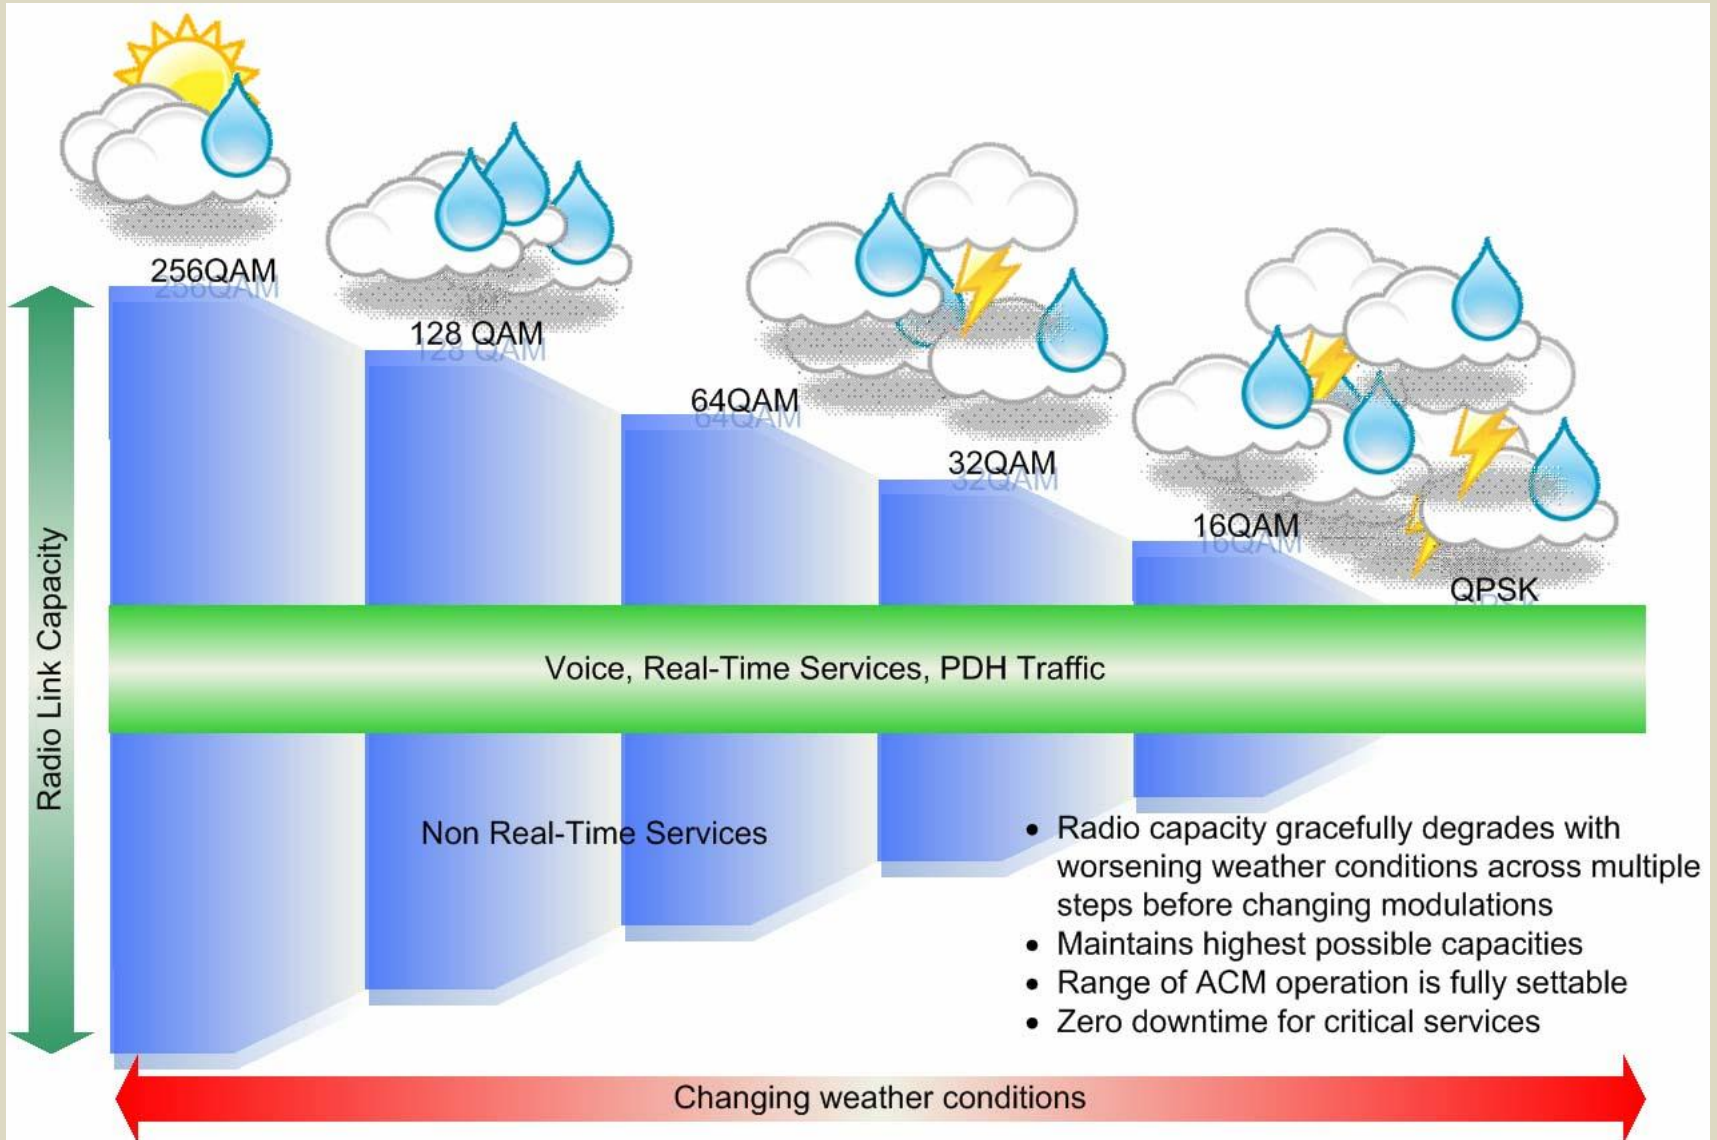 256QAM
128 QAM
64QAM
32QAM
16QAM
QPSK
Radio Link Capacity
Voice, Real-Time Services, PDH Traffic
Non Real-Time Services
• Radio capacity gracefully degrades with
worsening weather conditions across multiple
steps before changing modulations
• Maintains highest possible capacities
• Range of ACM operation is fully settable
• Zero downtime for critical services
Changing weather conditions